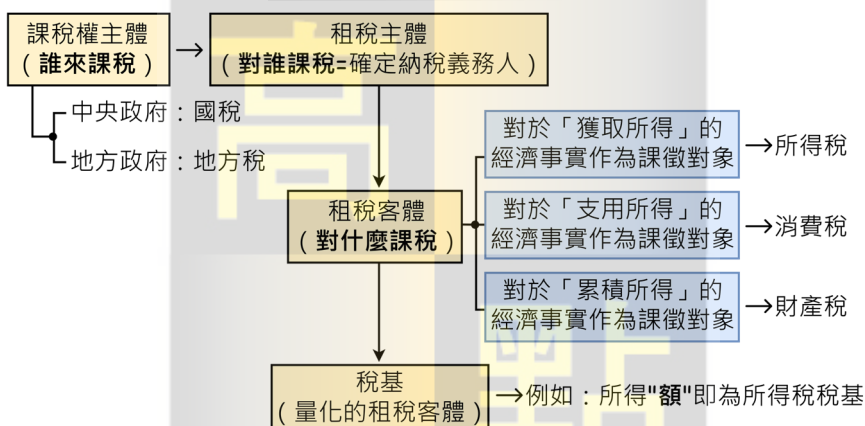 課稅權主體
（誰來課稅）
租稅主體
（對誰課稅=確定納稅義務人）
中央政府：國稅
地方政府：地方稅
租稅客體
（對什麼課稅）
對於「獲取所得」的
經濟事實作為課徵對象
所得稅
對於「支用所得」的
經濟事實作為課徵對象
消費稅
對於「累積所得」的
經濟事實作為課徵對象
財產稅
稅基
（量化的租稅客體）
例如：所得"額"即為所得稅稅基
高
點